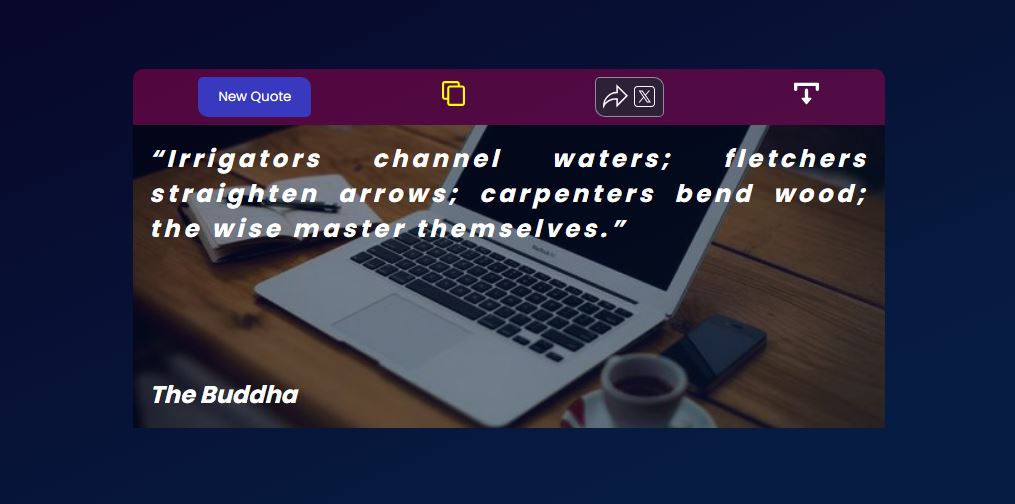 New Quote
“Irrigators channel waters; fletchers
straighten arrows; carpenters bend wood;
the wise master themselves.”
The Buddha